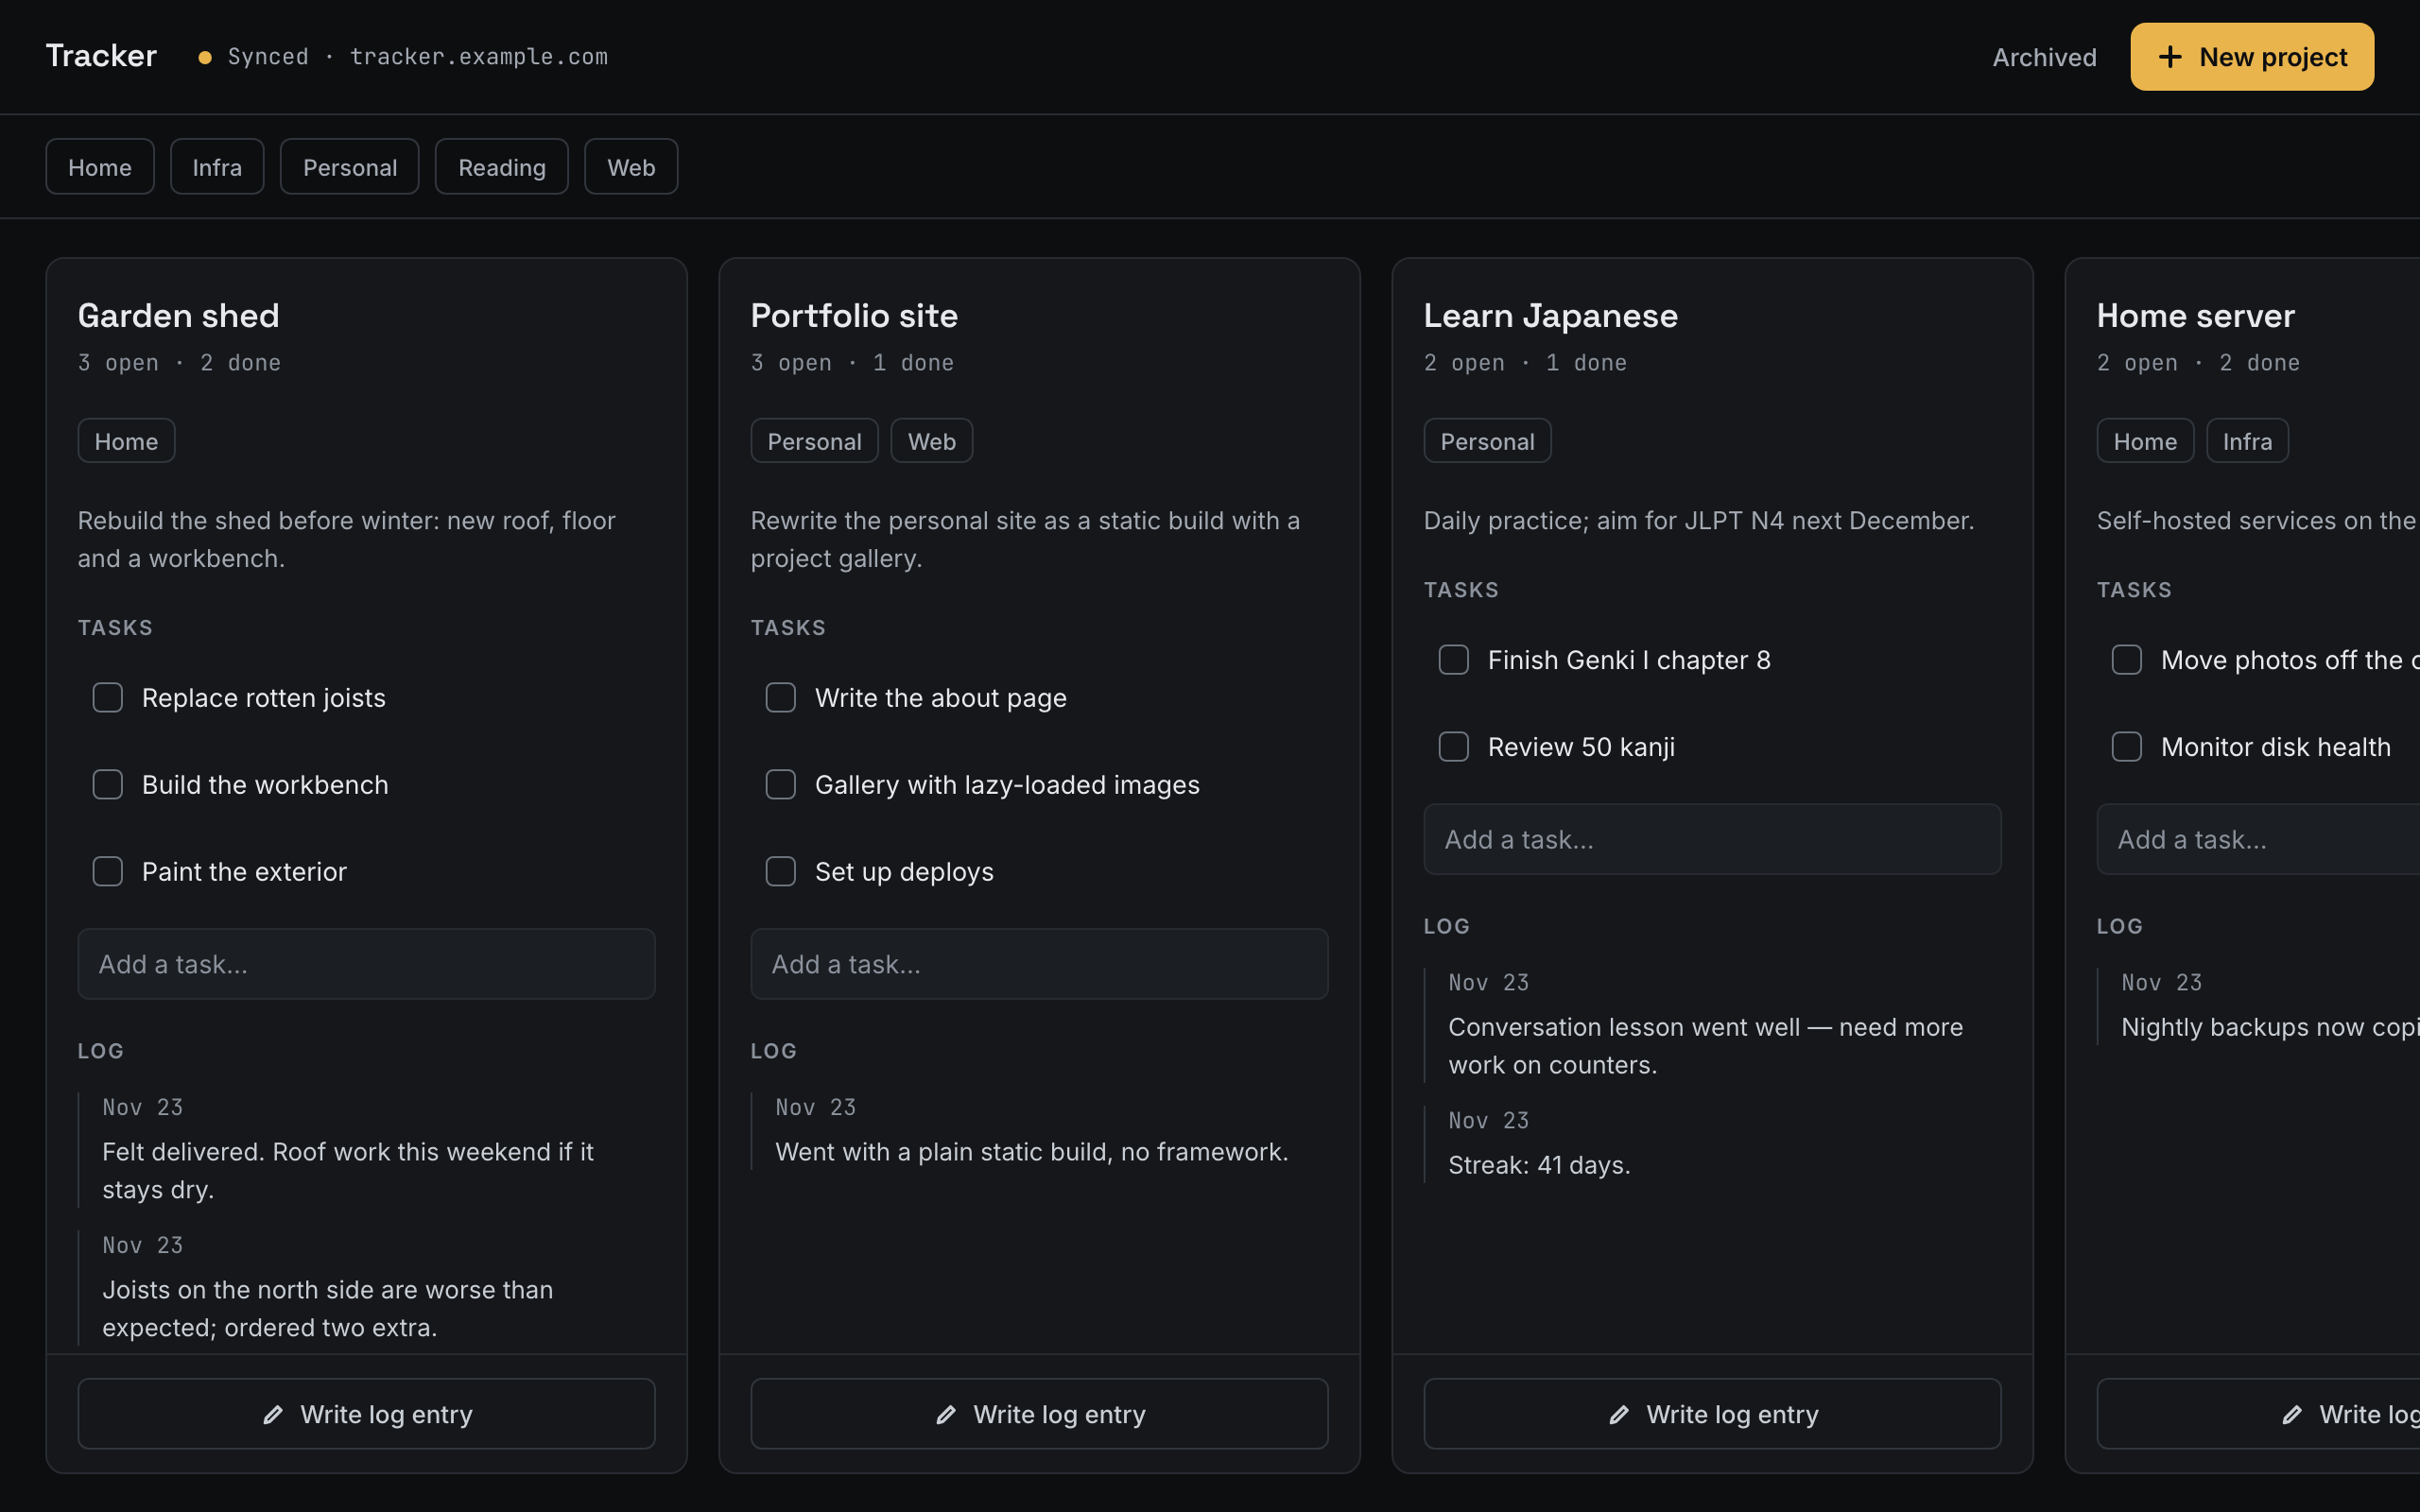 Tracker
Synced · tracker.example.com
Archived
New project
Home
Infra
Personal
Reading
Web
Garden shed
3 open · 2 done
Home
Rebuild the shed before winter: new roof, floor
and a workbench.
TASKS
Replace rotten joists
Build the workbench
Paint the exterior
Add a task...
LOG
Nov 23
Felt delivered. Roof work this weekend if it
stays dry.
Nov 23
Joists on the north side are worse than
expected; ordered two extra.
Write log entry
Portfolio site
3 open · 1 done
Personal
Web
Rewrite the personal site as a static build with a
project gallery.
TASKS
Write the about page
Gallery with lazy-loaded images
Set up deploys
Add a task...
LOG
Nov 23
Went with a plain static build, no framework.
Write log entry
Learn Japanese
2 open · 1 done
Personal
Daily practice; aim for JLPT N4 next December.
TASKS
Finish Genki I chapter 8
Review 50 kanji
Add a task...
LOG
Nov 23
Conversation lesson went well — need more
work on counters.
Nov 23
Streak: 41 days.
Write log entry
Home server
2 open · 2 done
Home
Infra
Self-hosted services on the
TASKS
Move photos off the
Monitor disk health
Add a task...
LOG
Nov 23
Nightly backups now
Write